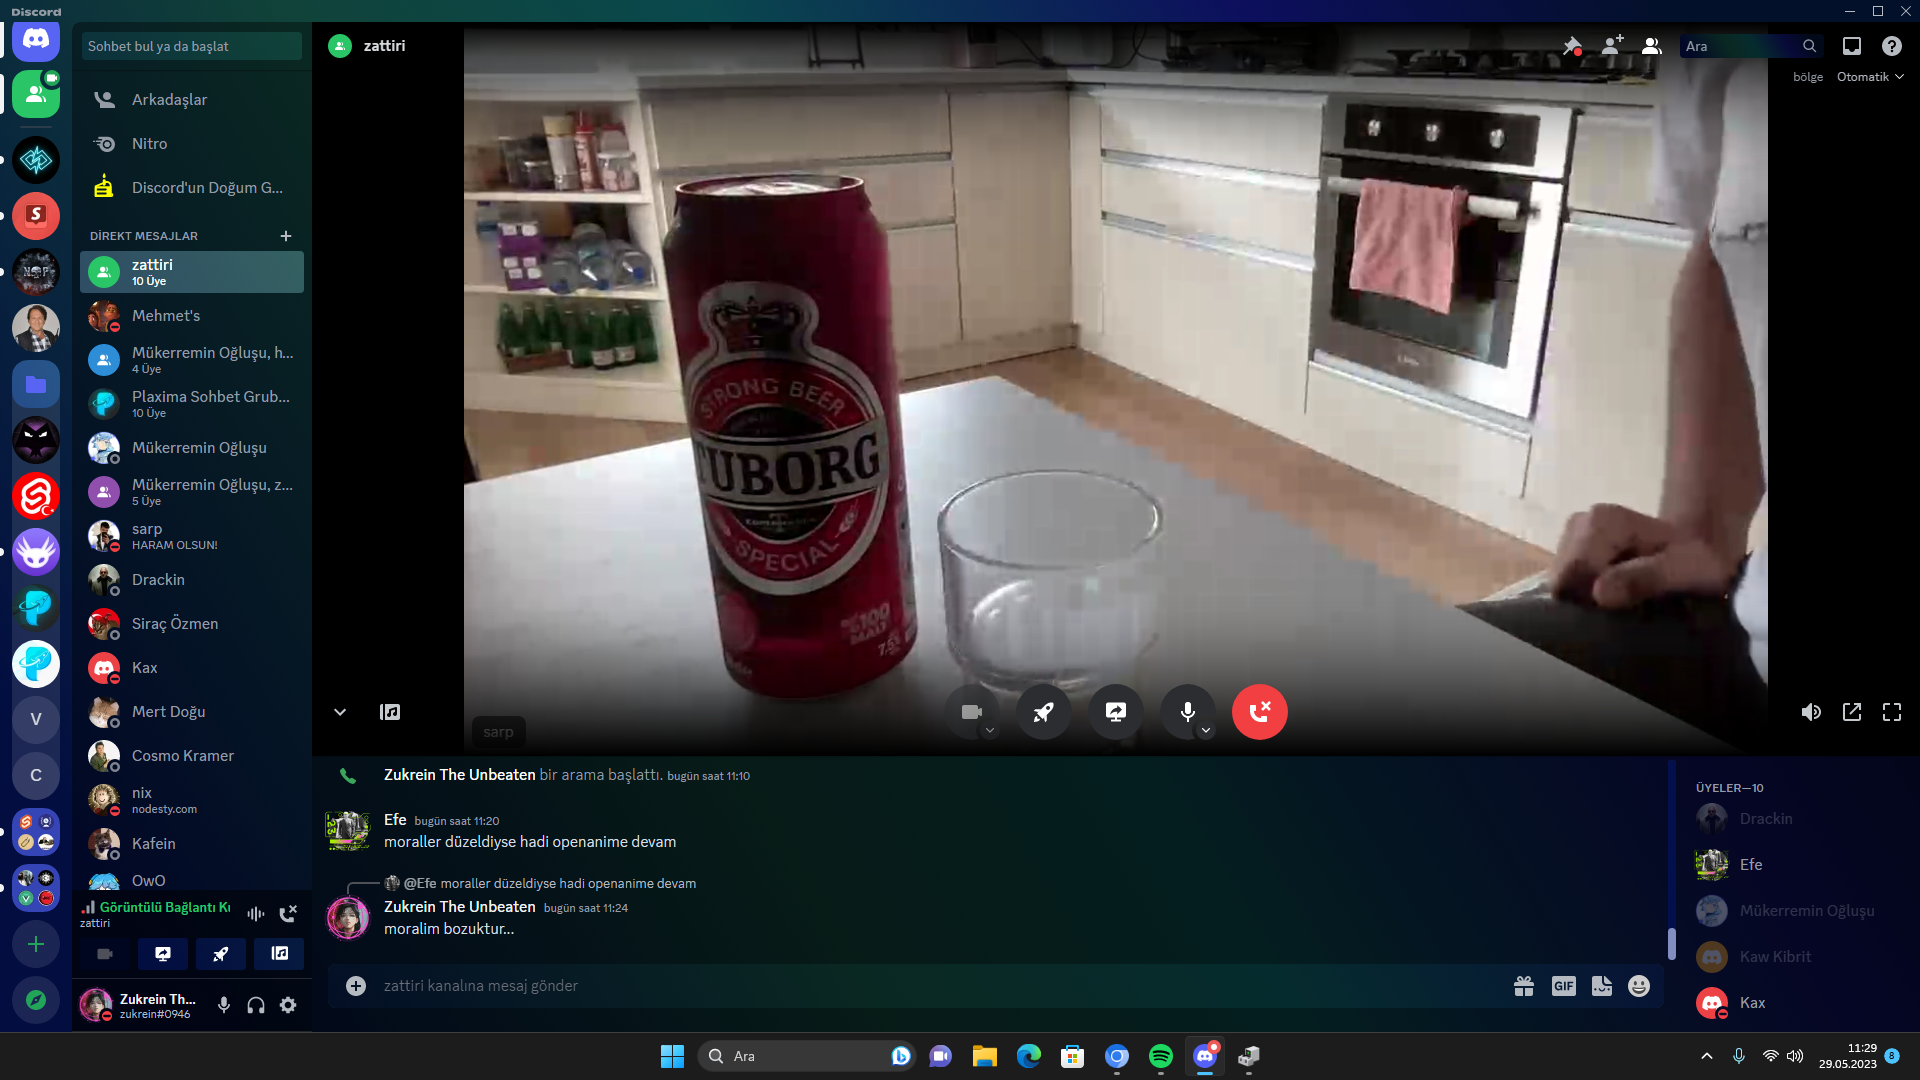 Discord
Sohbet bul ya da başlat
Arkadaşlar
Nitro
Discord'un Doğum G...
DİREKT MESAJLAR
zattiri
10 Üye
Mehmet's
Mükerremin Oğluşu, h...
4 Üye
Plaxima Sohbet Grub...
10 Üye
Mükerremin Oğluşu
Mükerremin Oğluşu, z...
5 Üye
sarp
HARAM OLSUN!
Drackin
Siraç Özmen
Kax
Mert Doğu
Cosmo Kramer
nix
nodesty.com
Kafein
OwO
V
C
Görüntülü Bağlantı
zattiri
Zukrein Th...
zukrein#0946
zattiri
Ara
bölge Otomatik
STRONG BEER
TUBORG
SPECIAL
%100
MALT
sarp
Zukrein The Unbeaten bir arama başlattı. bugün saat 11:10
Efe bugün saat 11:20
moraller düzeldiyse hadi openanime devam
@Efe moraller düzeldiyse hadi openanime devam
Zukrein The Unbeaten bugün saat 11:24
moralim bozuktur...
zattiri kanalına mesaj gönder
GIF
ÜYELER—10
Drackin
Efe
Mükerremin Oğluşu
Kaw Kibrit
Kax
Ara
11:29
29.05.2023
8